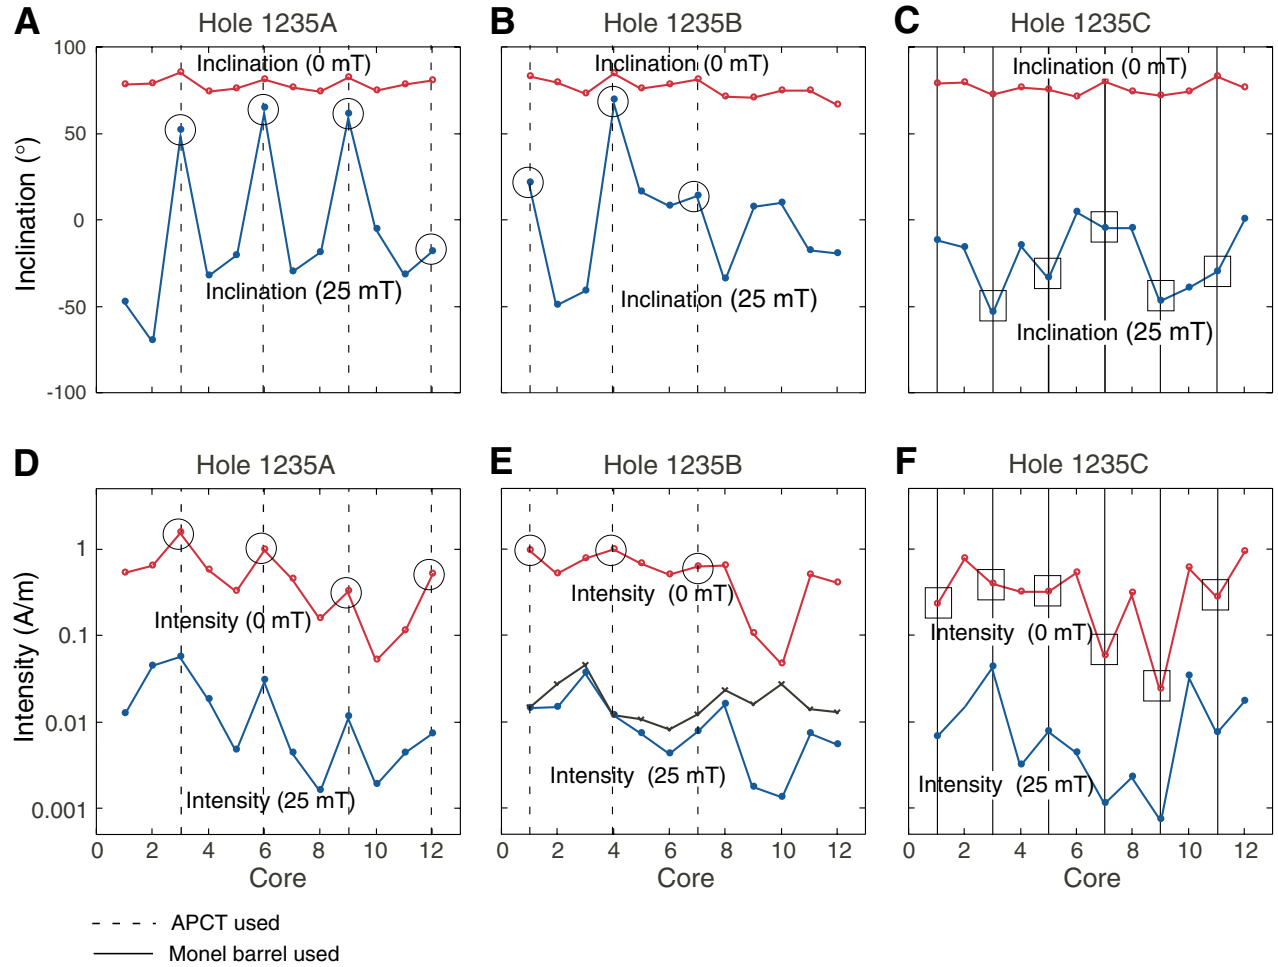 A Hole 1235A B Hole 1235B C Hole 1235C
100
50
0
-50
-100
Inclination (°)
Inclination (0 mT)
Inclination (25 mT)
Inclination (0 mT)
Inclination (25 mT)
Inclination (0 mT)
Inclination (25 mT)
D Hole 1235A E Hole 1235B F Hole 1235C
1
0.1
0.01
0.001
Intensity (A/m)
Intensity (0 mT)
Intensity (25 mT)
Intensity (0 mT)
Intensity (25 mT)
Intensity (0 mT)
Intensity (25 mT)
0 2 4 6 8 10 12 0 2 4 6 8 10 12 0 2 4 6 8 10 12
Core Core Core
APCT used
Monel barrel used